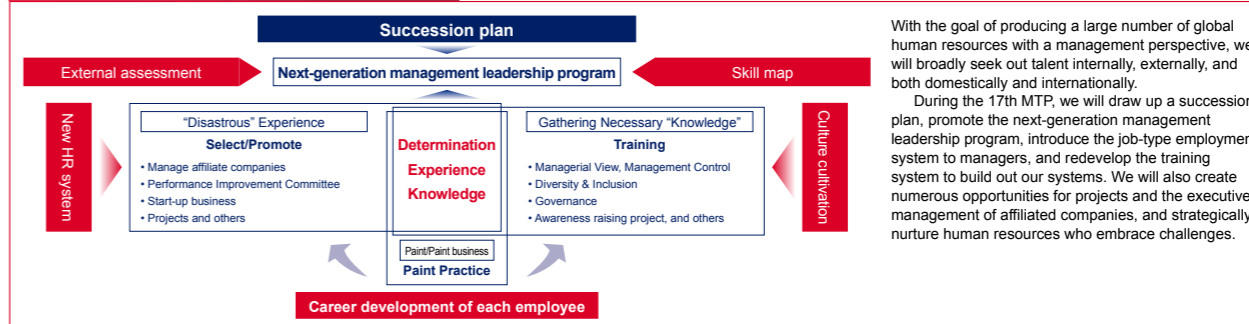 Succession plan
External assessment
Next-generation management leadership program
Skill map
New HR system
"Disastrous" Experience
Select/Promote
• Manage affiliate companies
• Performance Improvement Committee
• Start-up business
• Projects and others
Determination
Experience
Knowledge
Gathering Necessary "Knowledge"
Training
• Managerial View, Management Control
• Diversity & Inclusion
• Governance
• Awareness raising project, and others
Culture cultivation
Paint/Paint business
Paint Practice
Career development of each employee
With the goal of producing a large number of global
human resources with a management perspective, we
will broadly seek out talent internally, externally, and
both domestically and internationally.
During the 17th MTP, we will draw up a succession
plan, promote the next-generation management
leadership program, introduce the job-type employmen
system to managers, and redevelop the training
system to build out our systems. We will also create
numerous opportunities for projects and the executive
management of affiliated companies, and strategically
nurture human resources who embrace challenges.